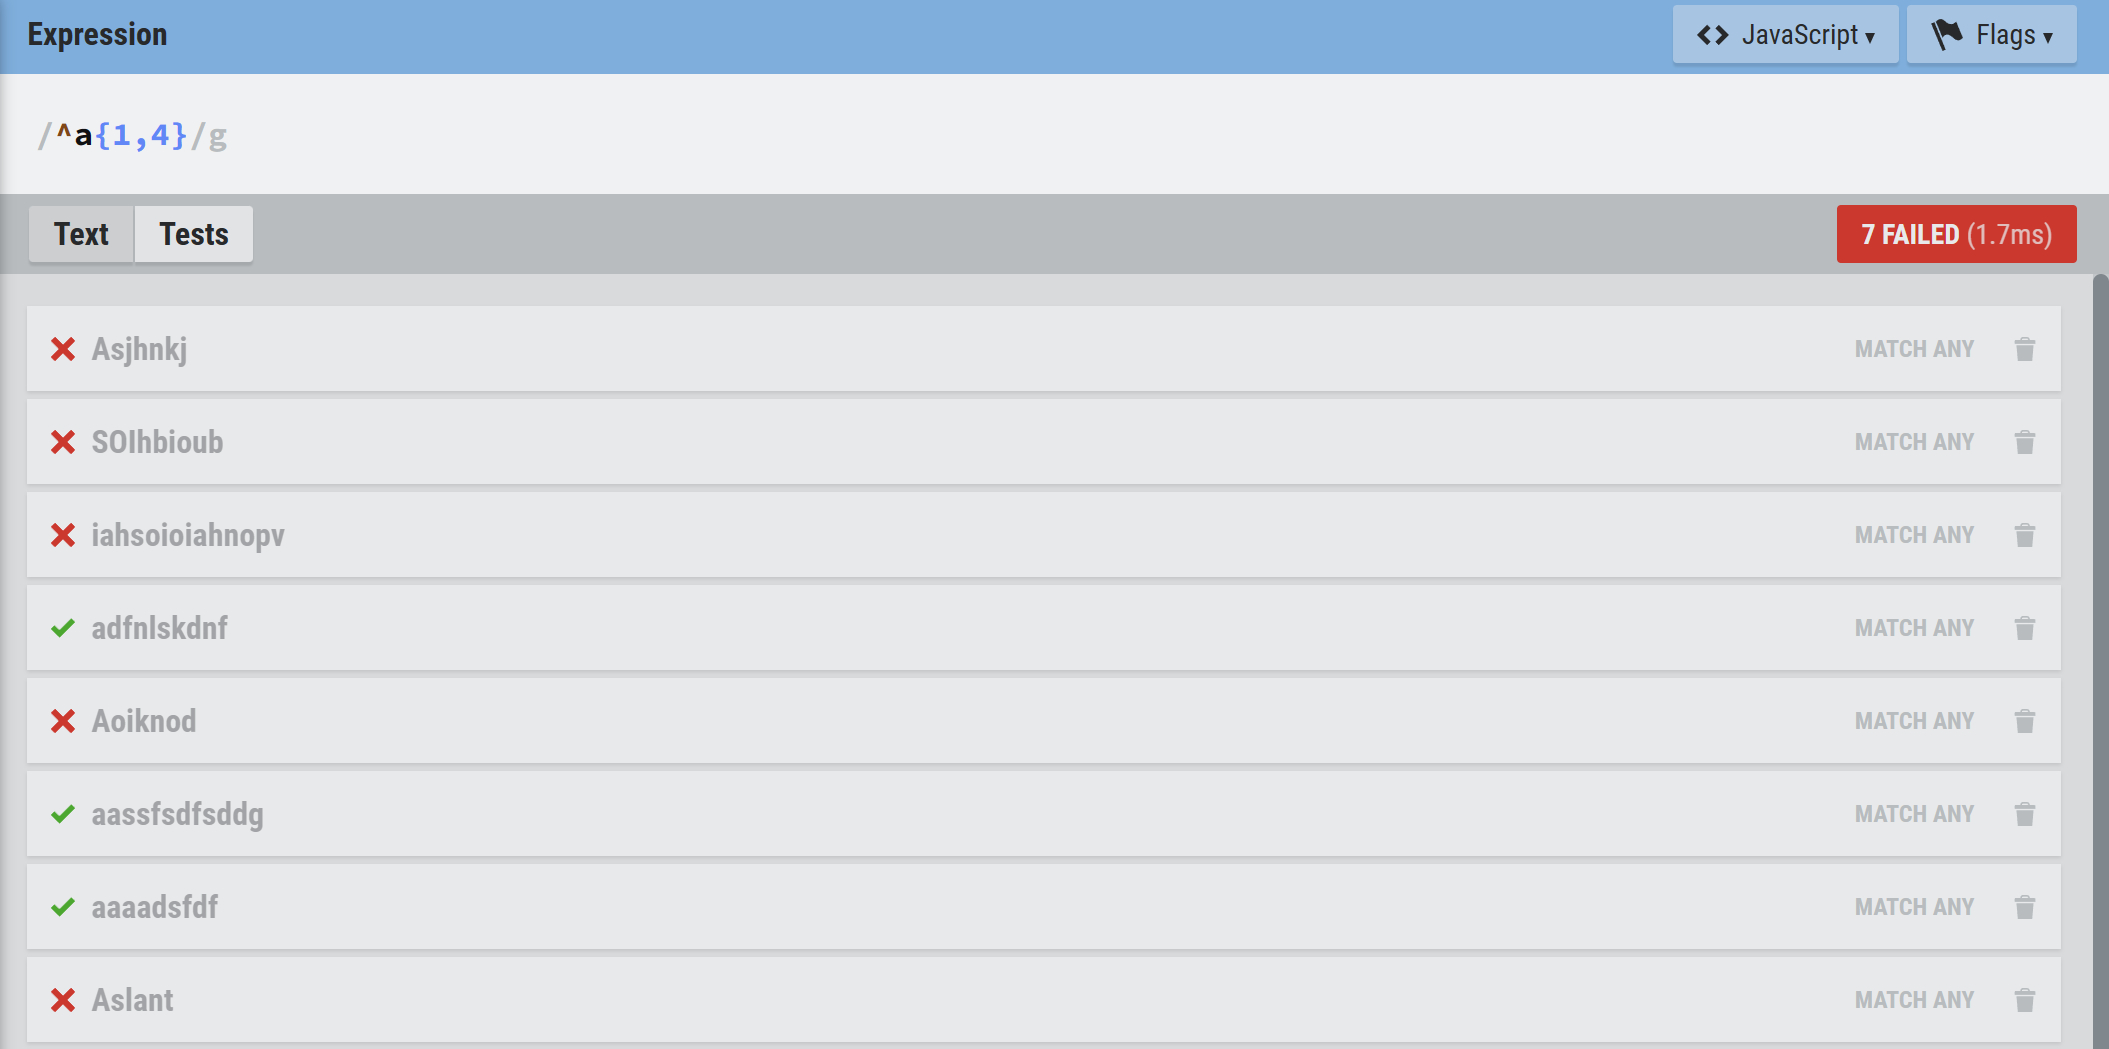 Expression
JavaScript ▾
Flags ▾
/^a{1,4}/g
Text
Tests
7 FAILED (1.7ms)
Asjhnkj
MATCH ANY
SOIhbioub
MATCH ANY
iahsoioiahnopv
MATCH ANY
adfnlskdnf
MATCH ANY
Aoiknod
MATCH ANY
aassfsdfsddg
MATCH ANY
aaaadsfdf
MATCH ANY
Aslant
MATCH ANY